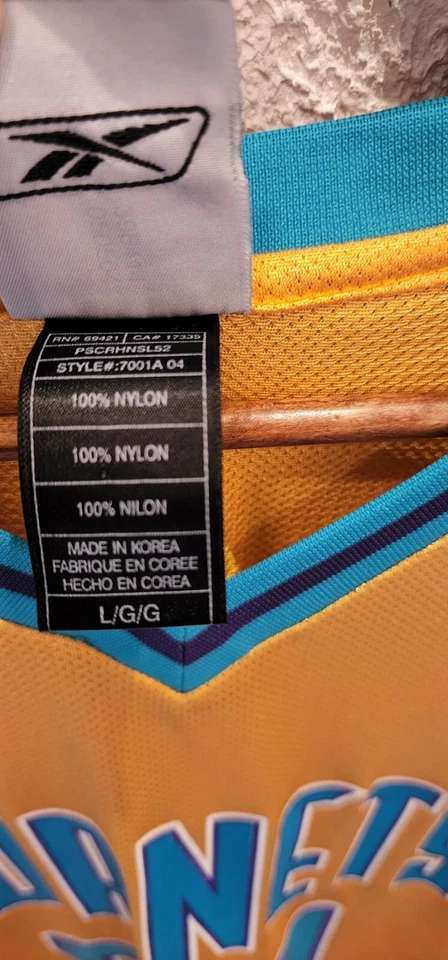 RN# 69421 CA# 17335
PSCRHNSL52
STYLE#:7001A 04
100% NYLON
100% NYLON
100% NILON
MADE IN KOREA
FABRIQUE EN COREE
HECHO EN COREA
L/G/G
ORNETS